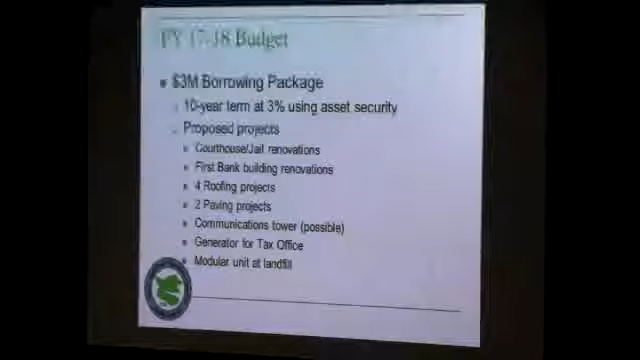 FY 17-18 Budget
$3M Borrowing Package
10-year term at 3% using asset security
Proposed projects
Courthouse/Jail renovations
First Bank building renovations
4 Roofing projects
2 Paving projects
Communications tower (possible)
Generator for Tax Office
Modular unit at landfill